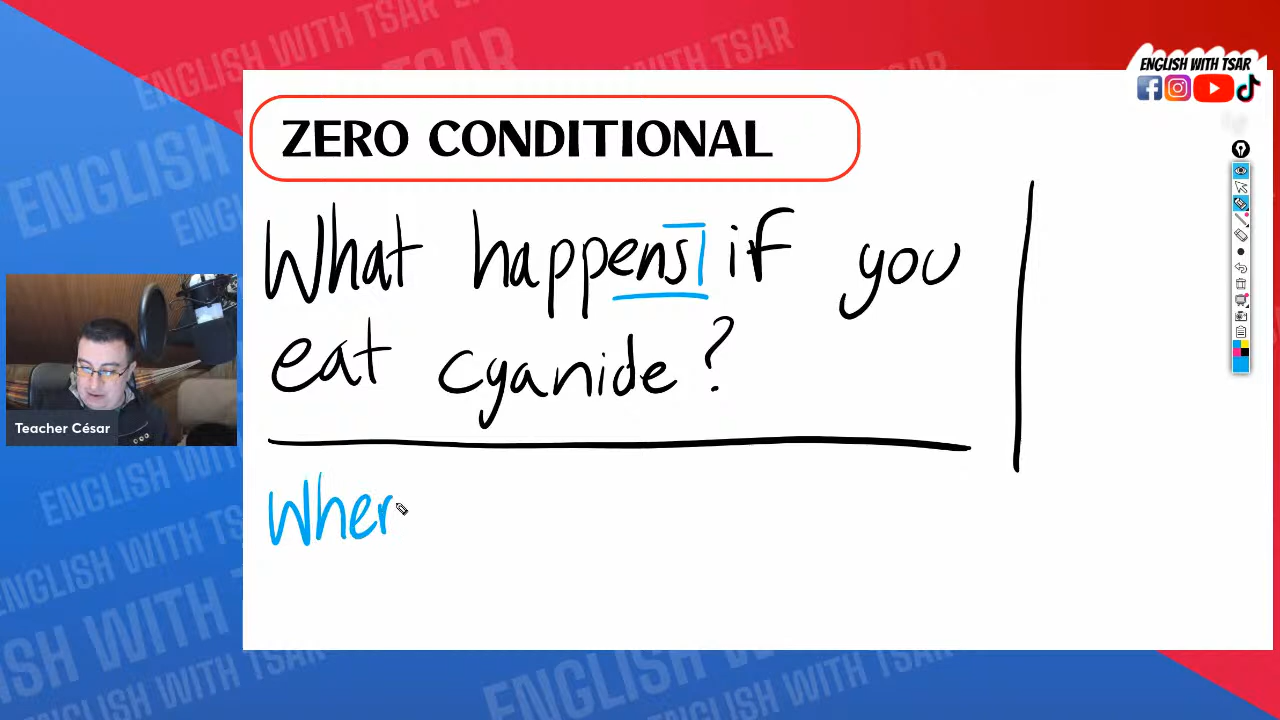 ENGLISH WITH TSAR
ZERO CONDITIONAL
What happens if you
eat cyanide?
Teacher César
Wher